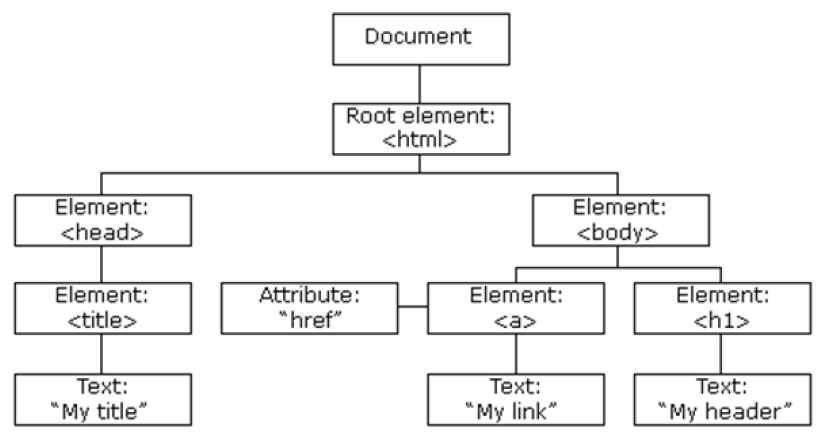 Document
Root element:
<html>
Element:
<head>
Element:
<body>
Element:
<title>
Attribute:
“href”
Element:
<a>
Element:
<h1>
Text:
“My title”
Text:
“My link”
Text:
“My header”